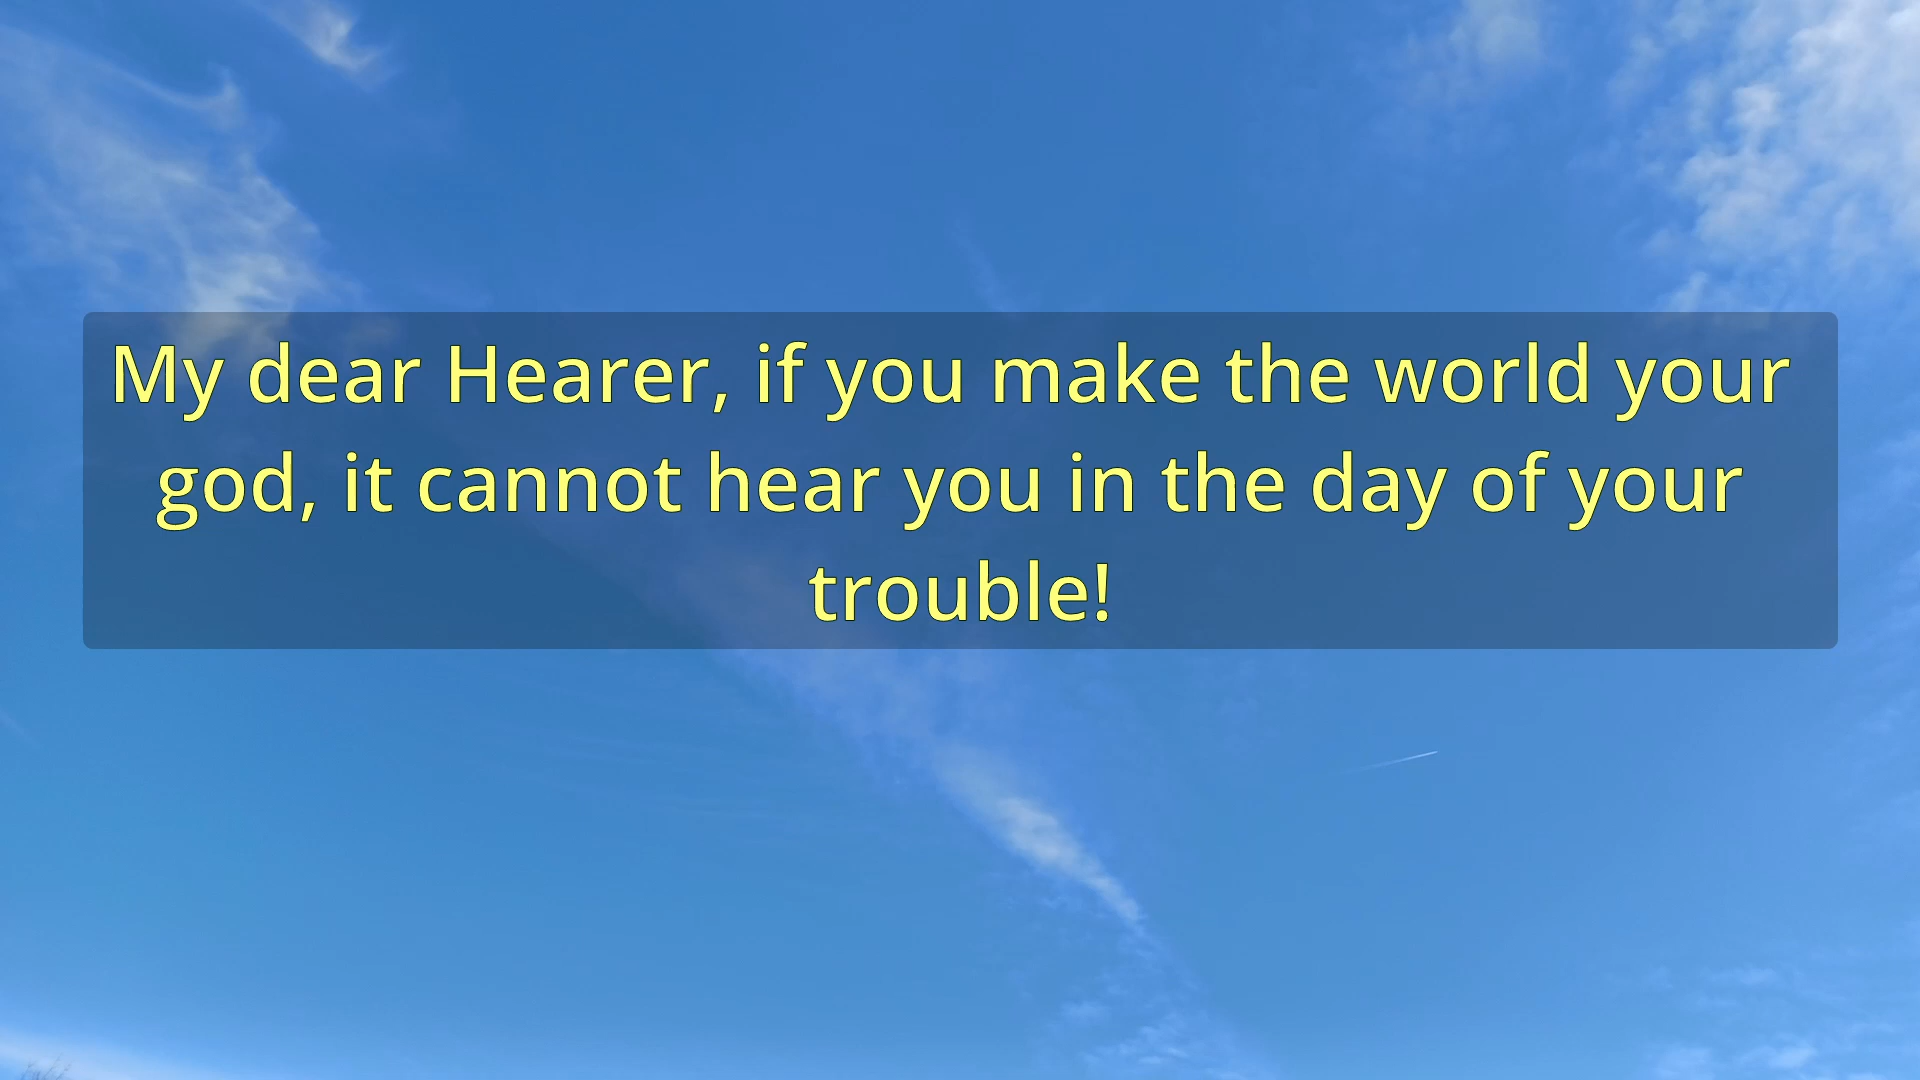 My dear Hearer, if you make the world your
god, it cannot hear you in the day of your
trouble!